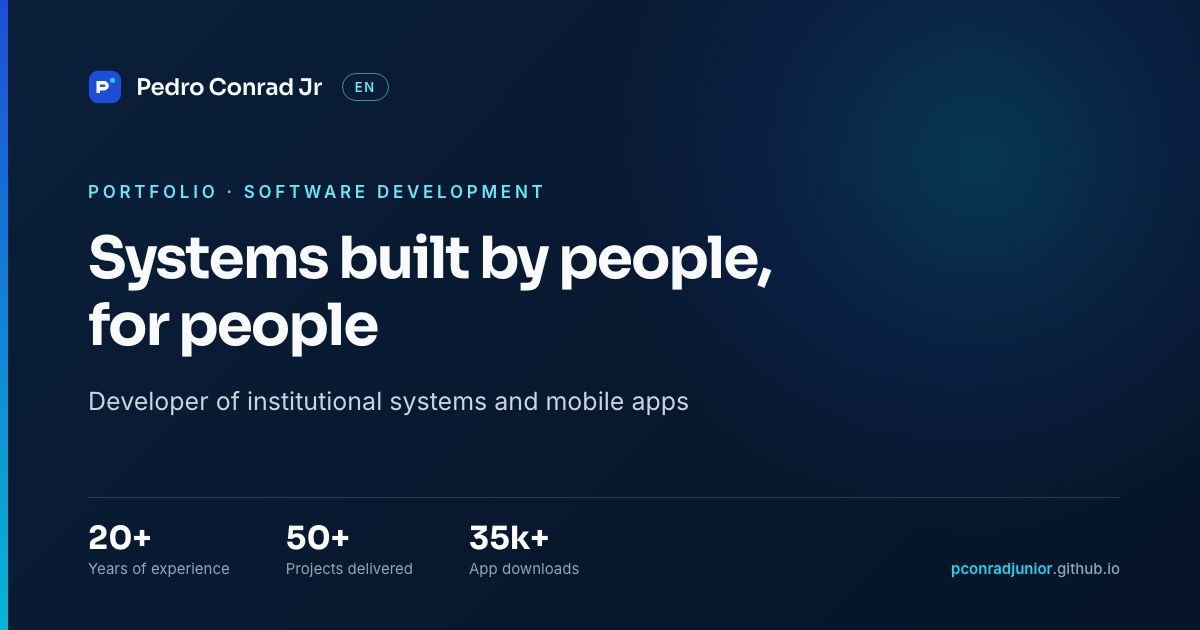 P
Pedro Conrad Jr
EN
PORTFOLIO · SOFTWARE DEVELOPMENT
Systems built by people,
for people
Developer of institutional systems and mobile apps
20+
Years of experience
50+
Projects delivered
35k+
App downloads
pconradjunior.github.io